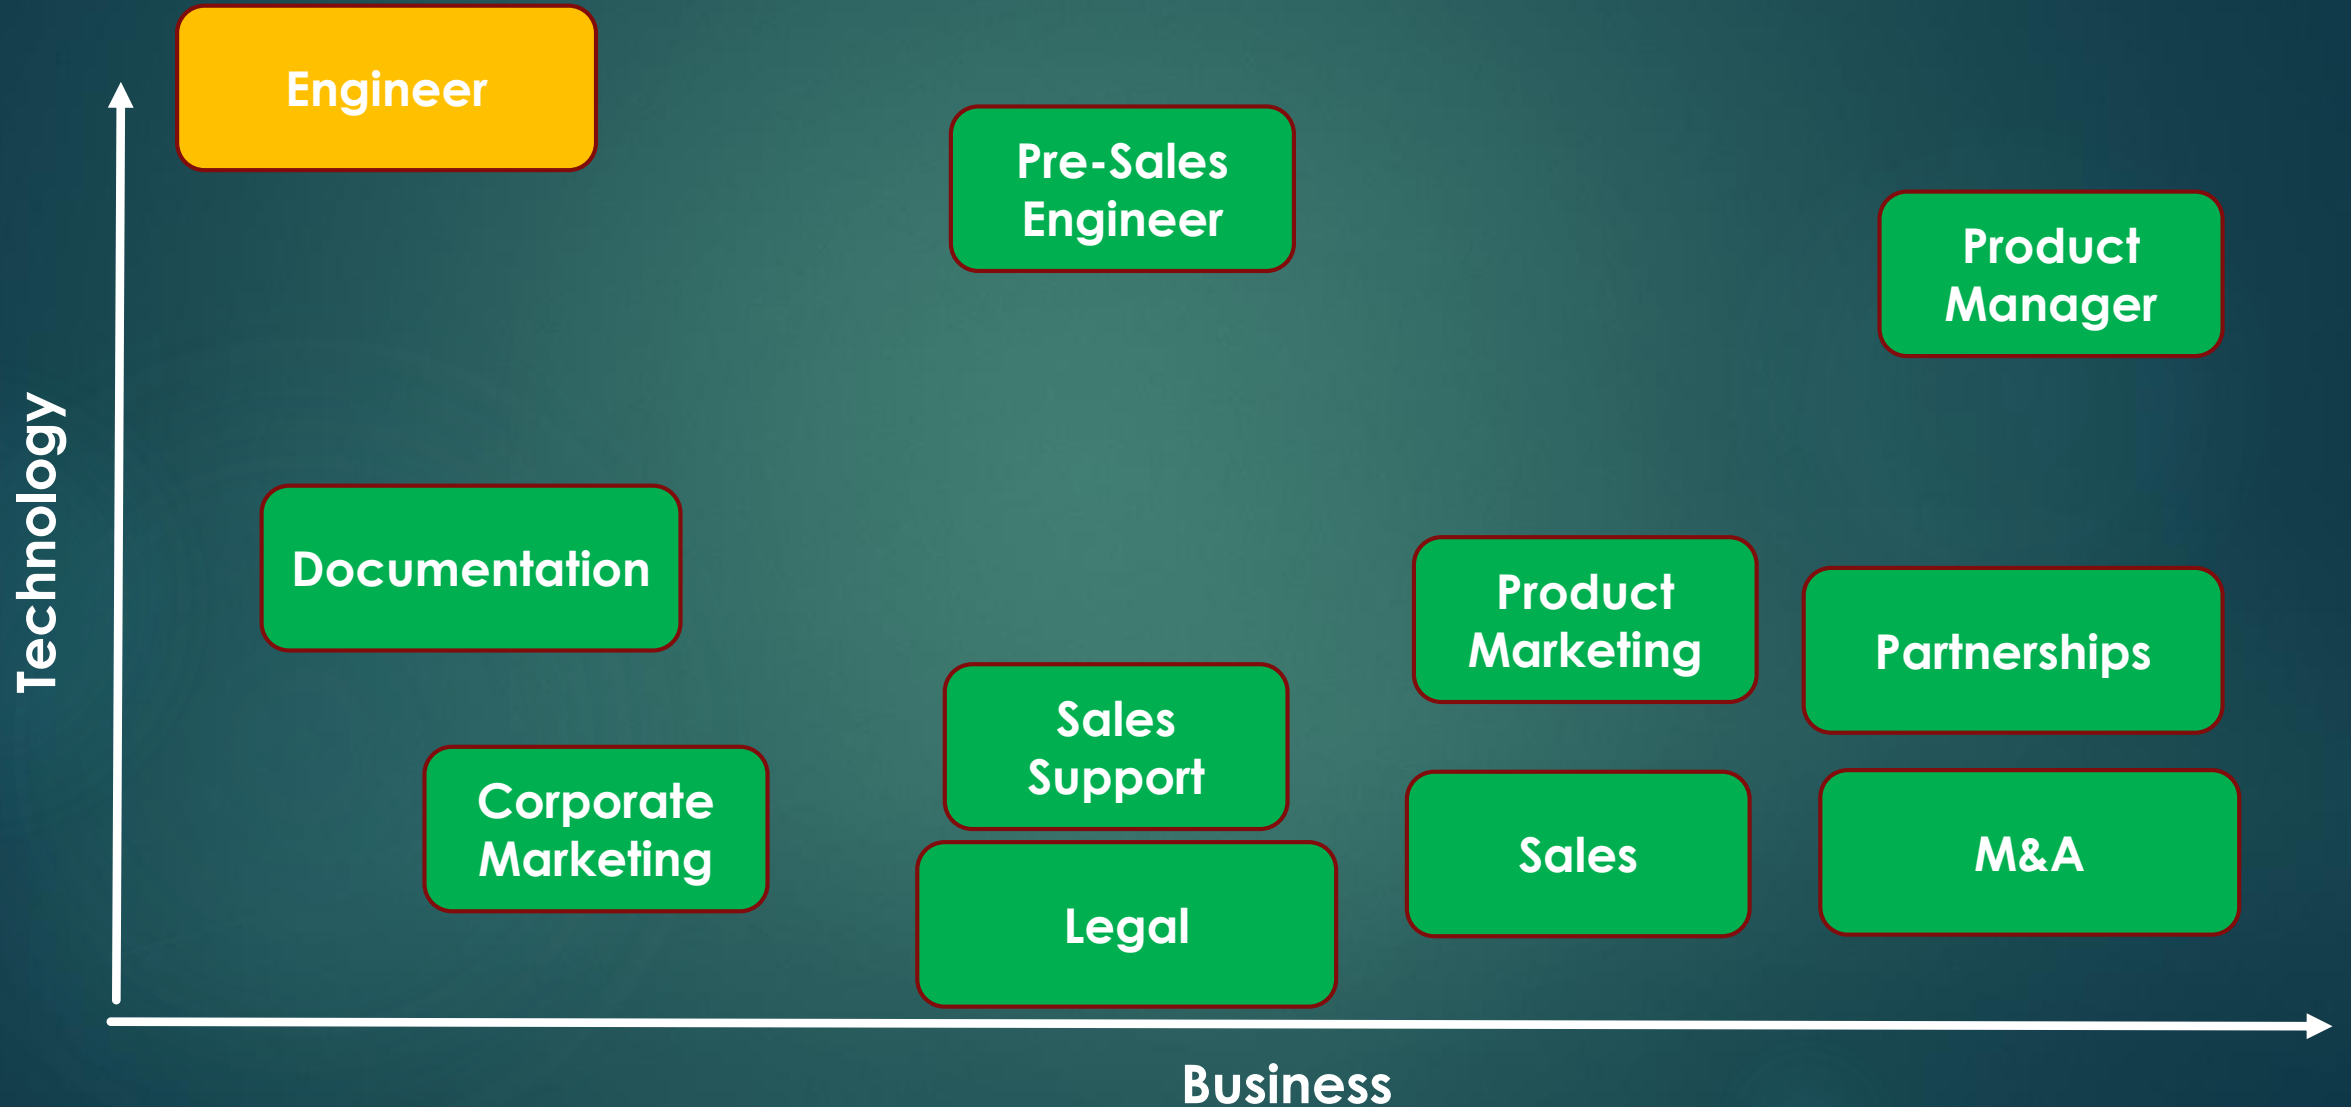 Engineer
Pre-Sales
Engineer
Product
Manager
Technology
Documentation
Product
Marketing
Partnerships
Sales
Support
Corporate
Marketing
Sales
M&A
Legal
Business